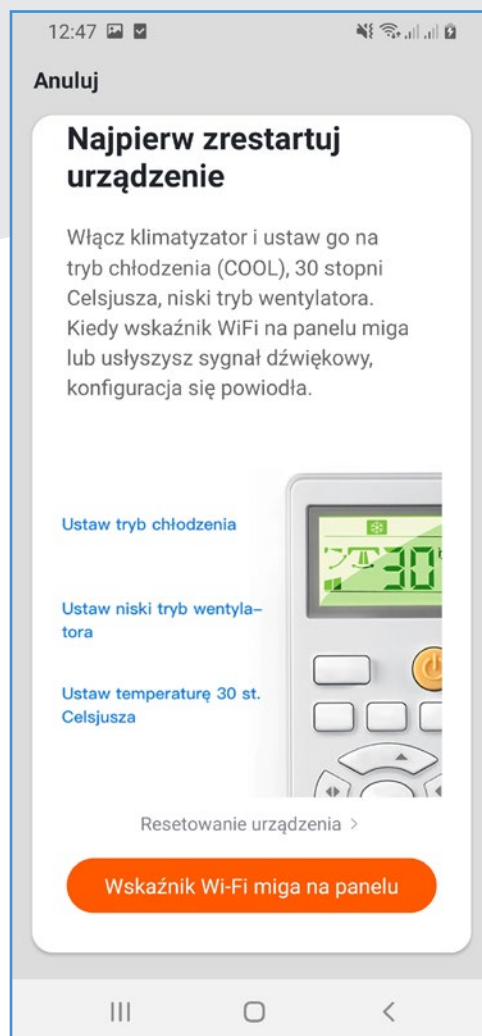 12:47
Anuluj
Najpierw zrestartuj
urządzenie
Włącz klimatyzator i ustaw go na
tryb chłodzenia (COOL), 30 stopni
Celsjusza, niski tryb wentylatora.
Kiedy wskaźnik WiFi na panelu miga
lub usłyszysz sygnał dźwiękowy,
konfiguracja się powiodła.
Ustaw tryb chłodzenia
30°
Ustaw niski tryb wentyla–
tora
Ustaw temperaturę 30 st.
Celsjusza
Resetowanie urządzenia >
Wskaźnik Wi-Fi miga na panelu